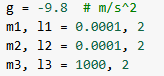 g = -9.8  # m/s^2
m1, l1 = 0.0001, 2
m2, l2 = 0.0001, 2
m3, l3 = 1000, 2